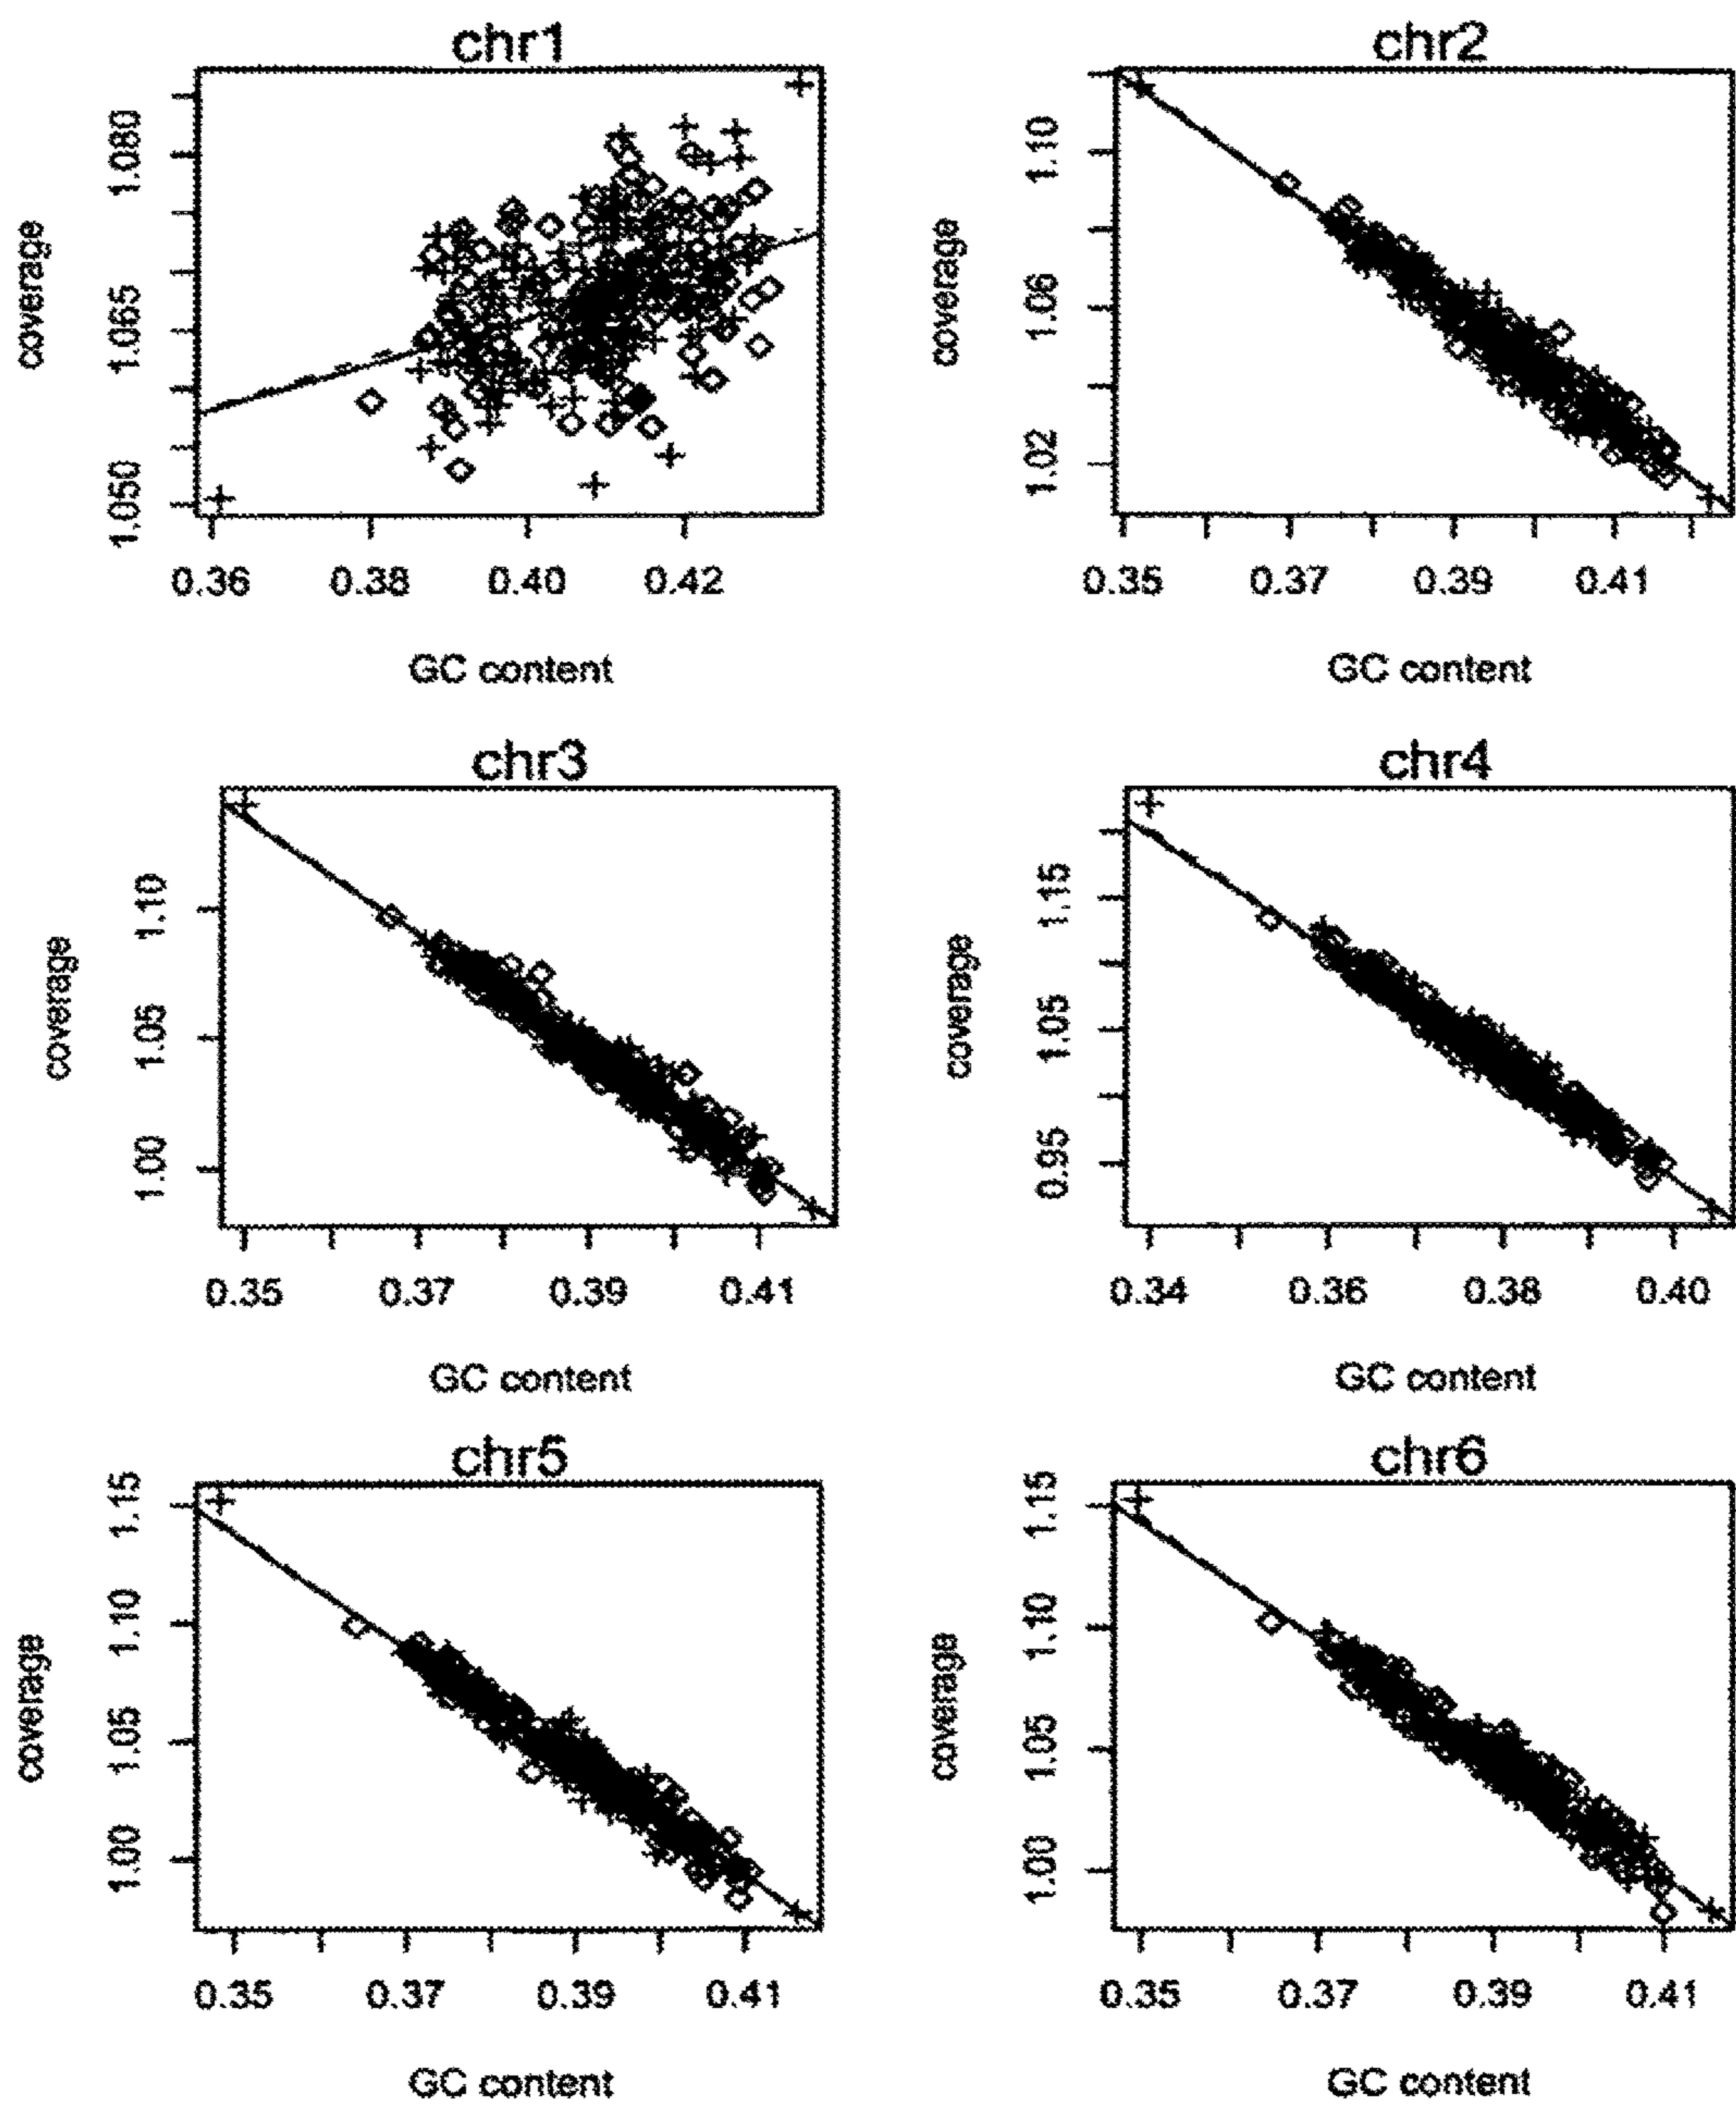 chr1
coverage
1.080
1.065
1.050
0.36 0.38 0.40 0.42
GC content
chr2
coverage
1.10
1.06
1.02
0.35 0.37 0.39 0.41
GC content
chr3
coverage
1.10
1.05
1.00
0.35 0.37 0.39 0.41
GC content
chr4
coverage
1.15
1.05
0.95
0.34 0.36 0.38 0.40
GC content
chr5
coverage
1.15
1.10
1.05
1.00
0.35 0.37 0.39 0.41
GC content
chr6
coverage
1.15
1.10
1.05
1.00
0.35 0.37 0.39 0.41
GC content